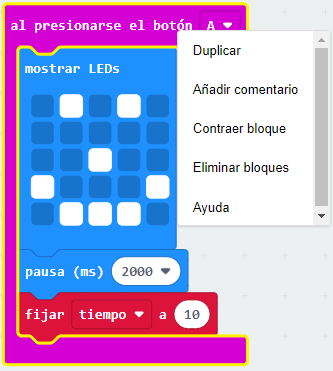 al presionarse el botón A
mostrar LEDs
pausa (ms) 2000
fijar tiempo a 10
Duplicar
Añadir comentario
Contraer bloque
Eliminar bloques
Ayuda